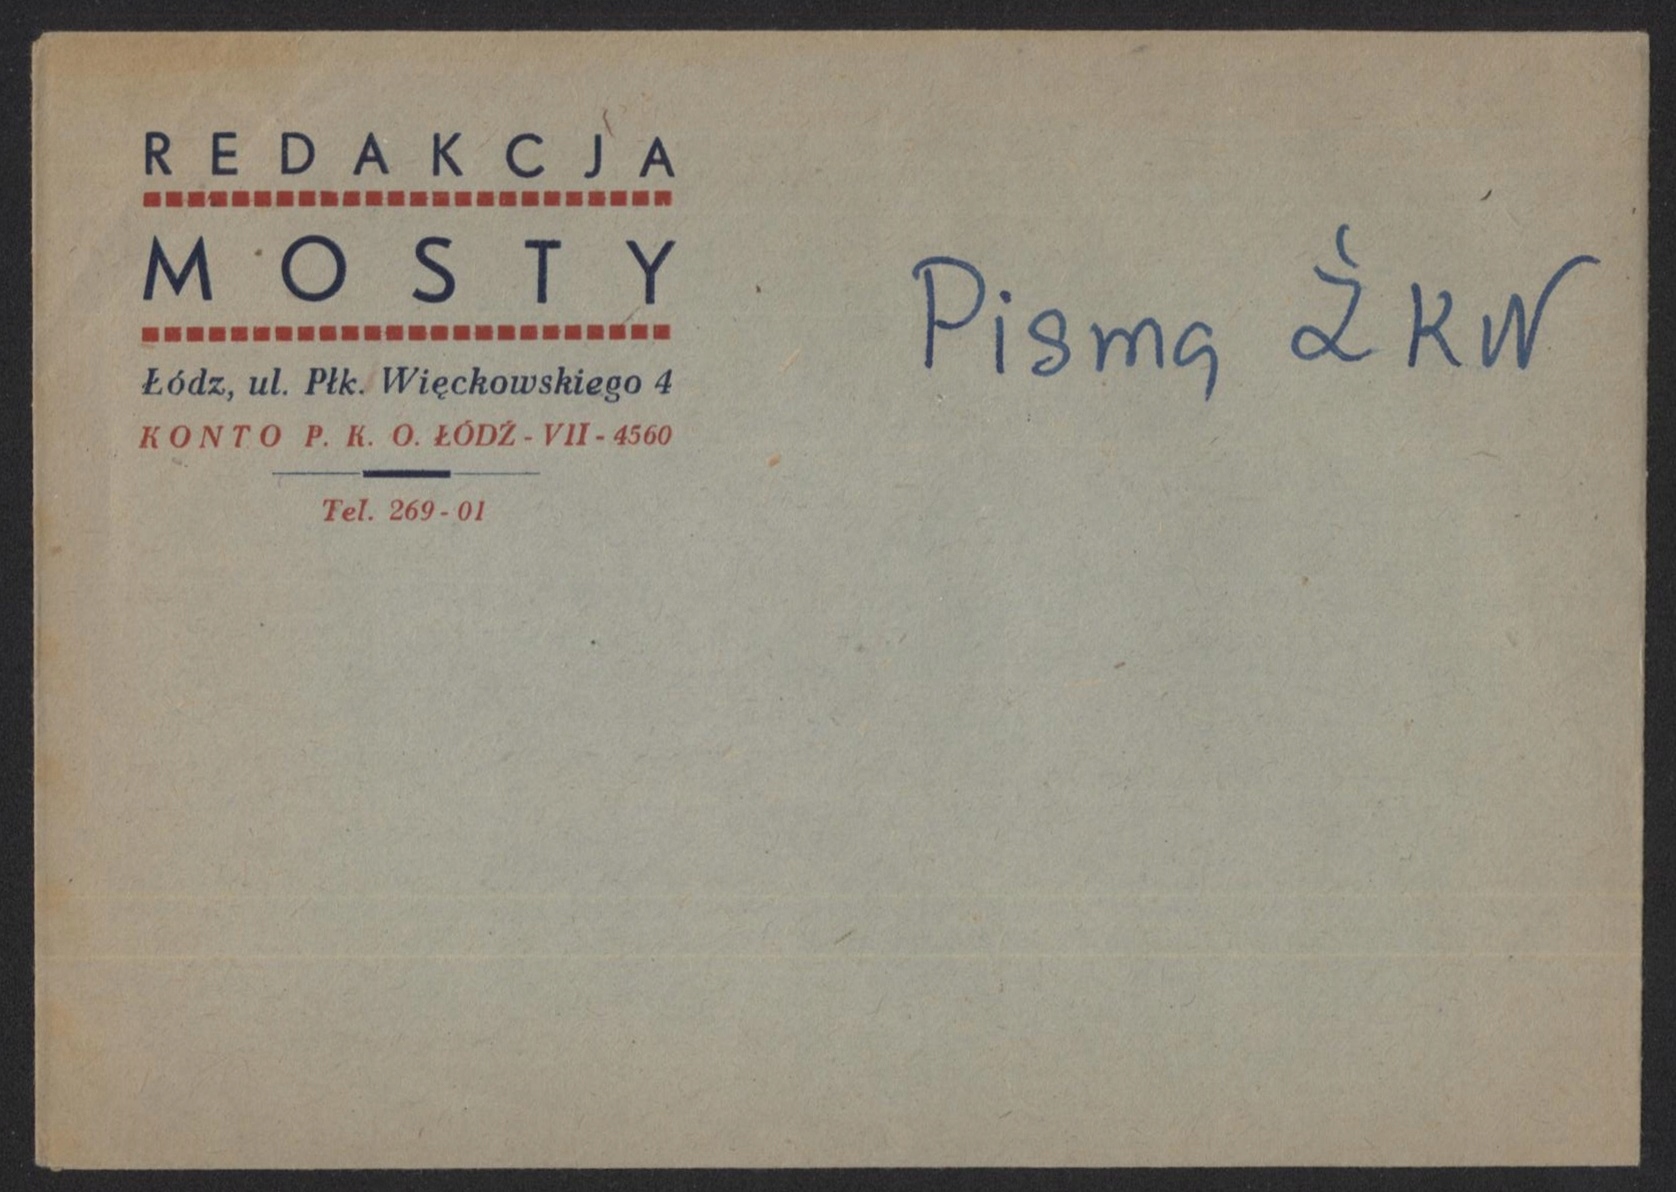 REDAKCJA
MOSTY
Łódz, ul. Płk. Więckowskiego 4
KONTO P. K. O. ŁÓDŹ - VII - 4560
Tel. 269 - 01
Pisma ŻKW